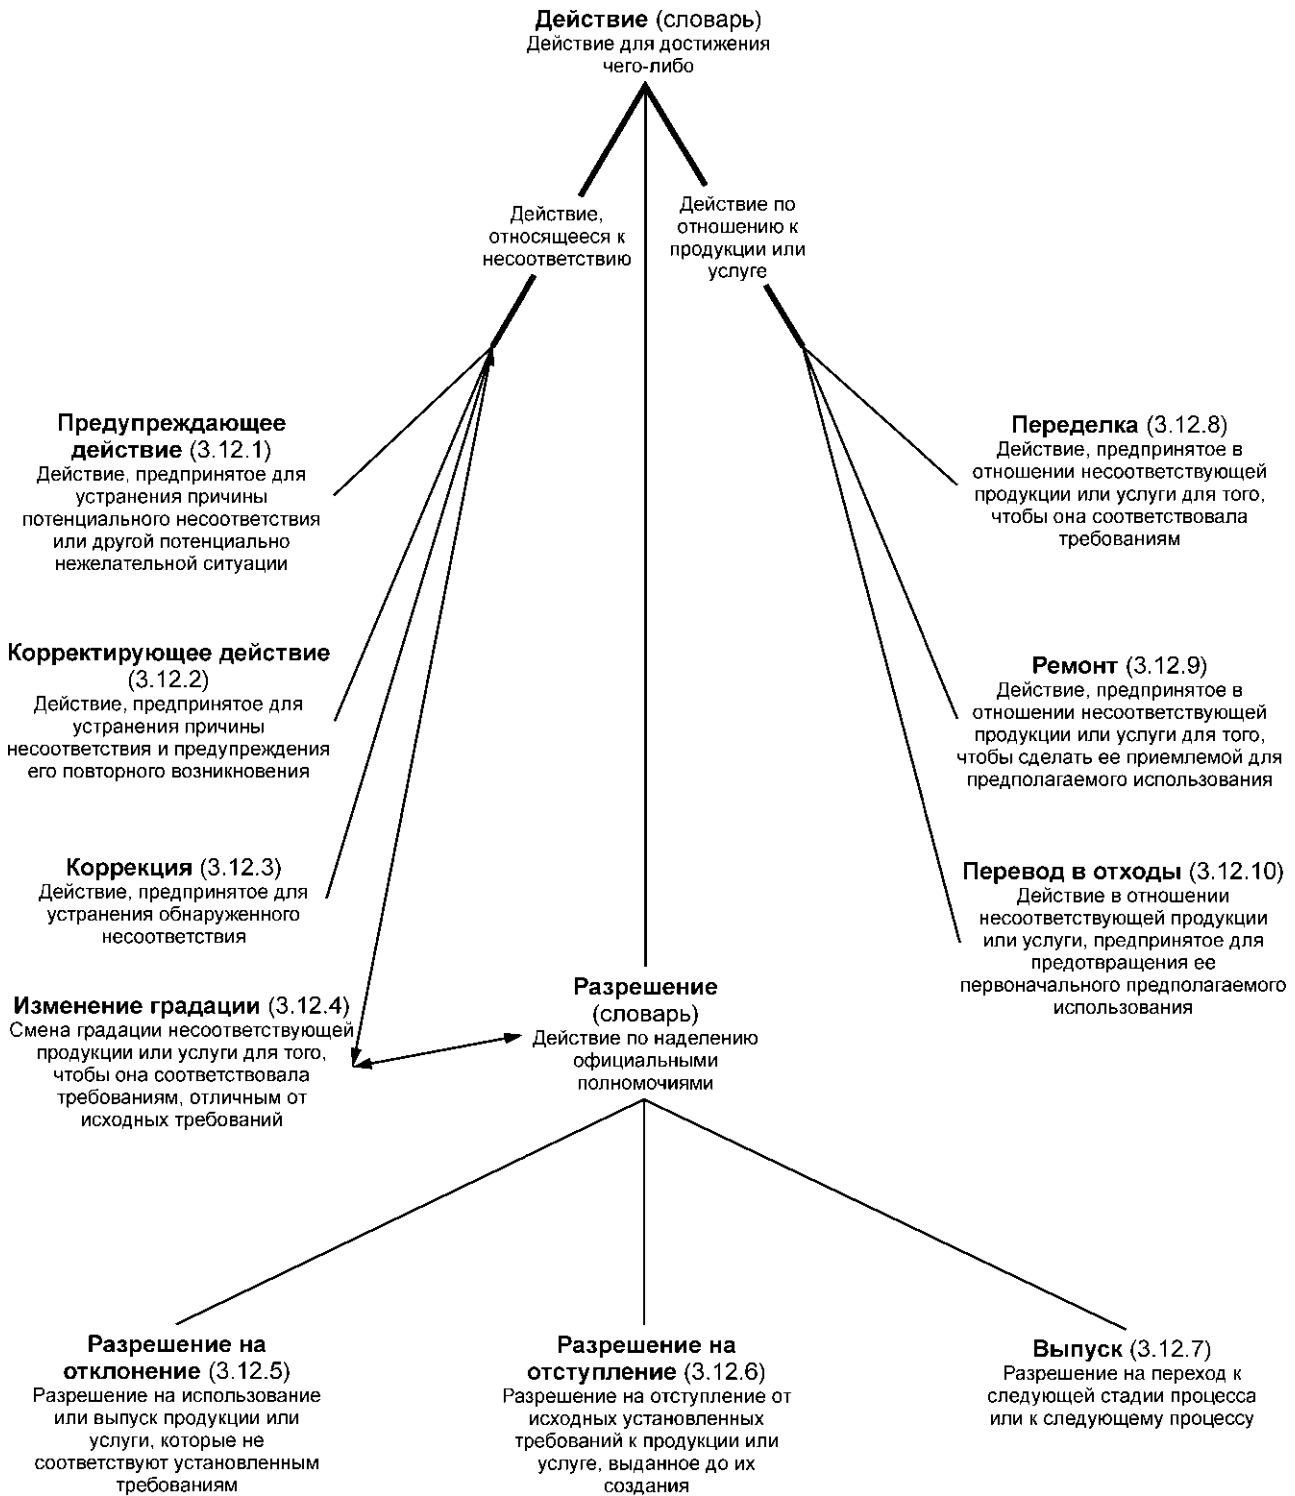 Действие (словарь)
Действие для достижения
чего-либо
Действие,
относящееся к
несоответствию
Действие по
отношению к
продукции или
услуге
Предупреждающее
действие (3.12.1)
Действие, предпринятое для
устранения причины
потенциального несоответствия
или другой потенциально
нежелательной ситуации
Переделка (3.12.8)
Действие, предпринятое в
отношении несоответствующей
продукции или услуги для того,
чтобы она соответствовала
требованиям
Корректирующее действие
(3.12.2)
Действие, предпринятое для
устранения причины
несоответствия и предупреждения
его повторного возникновения
Ремонт (3.12.9)
Действие, предпринятое в
отношении несоответствующей
продукции или услуги для того,
чтобы сделать ее приемлемой для
предполагаемого использования
Коррекция (3.12.3)
Действие, предпринятое для
устранения обнаруженного
несоответствия
Перевод в отходы (3.12.10)
Действие в отношении
несоответствующей продукции
или услуги, предпринятое для
предотвращения ее
первоначального предполагаемого
использования
Изменение градации (3.12.4)
Смена градации несоответствующей
продукции или услуги для того,
чтобы она соответствовала
требованиям, отличным от
исходных требований
Разрешение
(словарь)
Действие по наделению
официальными
полномочиями
Разрешение на
отклонение (3.12.5)
Разрешение на использование
или выпуск продукции или
услуги, которые не
соответствуют установленным
требованиям
Разрешение на
отступление (3.12.6)
Разрешение на отступление от
исходных установленных
требований к продукции или
услуге, выданное до их
создания
Выпуск (3.12.7)
Разрешение на переход к
следующей стадии процесса
или к следующему процессу